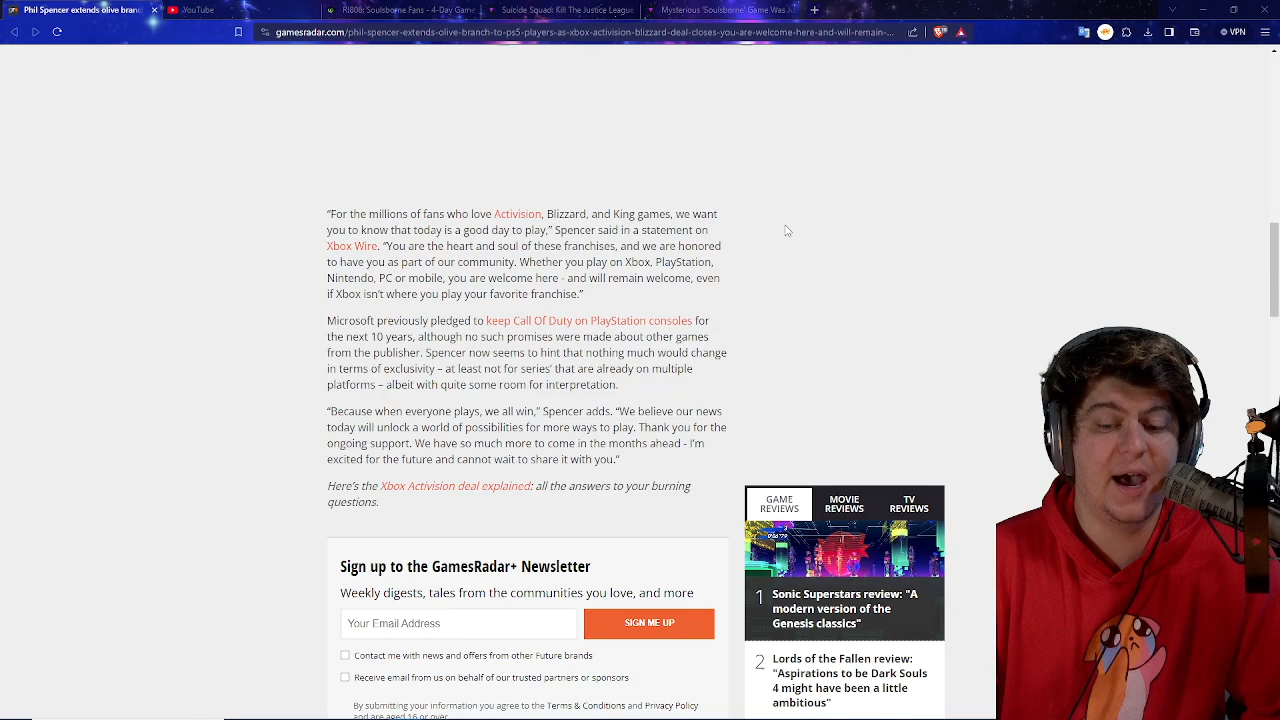 Phil Spencer extends olive branc
YouTube
RI806: Soulsborne Fans - 4-Day Game
Suicide Squad: Kill The Justice League
Mysterious 'Soulsborne' Game Was J
gamesradar.com/phil-spencer-extends-olive-branch-to-ps5-players-as-xbox-activision-blizzard-deal-closes-you-are-welcome-here-and-will-remain-...
VPN
“For the millions of fans who love Activision, Blizzard, and King games, we want
you to know that today is a good day to play,” Spencer said in a statement on
Xbox Wire. “You are the heart and soul of these franchises, and we are honored
to have you as part of our community. Whether you play on Xbox, PlayStation,
Nintendo, PC or mobile, you are welcome here - and will remain welcome, even
if Xbox isn’t where you play your favorite franchise.”
Microsoft previously pledged to keep Call Of Duty on PlayStation consoles for
the next 10 years, although no such promises were made about other games
from the publisher. Spencer now seems to hint that nothing much would change
in terms of exclusivity – at least not for series’ that are already on multiple
platforms – albeit with quite some room for interpretation.
“Because when everyone plays, we all win,” Spencer adds. “We believe our news
today will unlock a world of possibilities for more ways to play. Thank you for the
ongoing support. We have so much more to come in the months ahead - I’m
excited for the future and cannot wait to share it with you.”
Here’s the Xbox Activision deal explained: all the answers to your burning
questions.
Sign up to the GamesRadar+ Newsletter
Weekly digests, tales from the communities you love, and more
Your Email Address
SIGN ME UP
Contact me with news and offers from other Future brands
Receive email from us on behalf of our trusted partners or sponsors
By submitting your information you agree to the Terms & Conditions and Privacy Policy
and are aged 16 or over.
GAME REVIEWS
MOVIE REVIEWS
TV REVIEWS
1 Sonic Superstars review: "A
modern version of the
Genesis classics"
2 Lords of the Fallen review:
"Aspirations to be Dark Souls
4 might have been a little
ambitious"